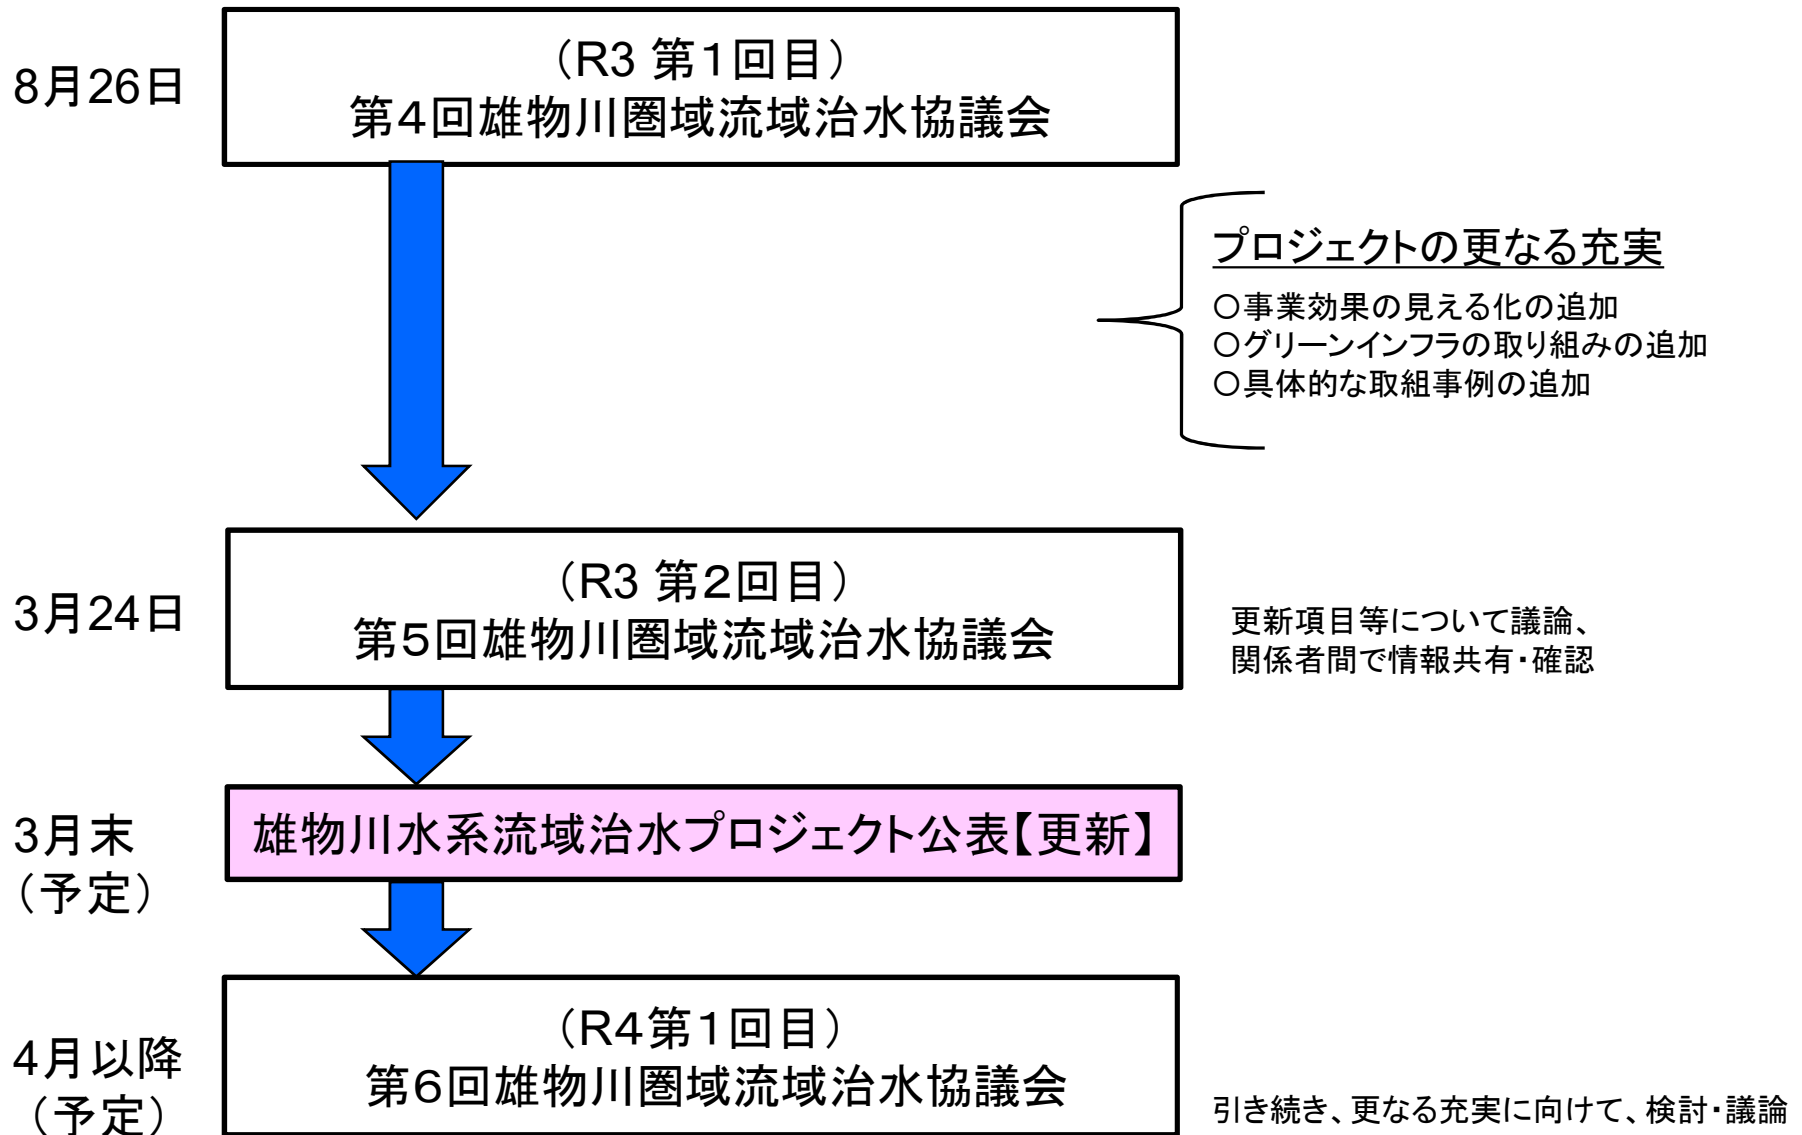 8月26日
（R3 第１回目）
第４回雄物川圏域流域治水協議会
プロジェクトの更なる充実
○事業効果の見える化の追加
○グリーンインフラの取り組みの追加
○具体的な取組事例の追加
3月24日
（R3 第２回目）
第５回雄物川圏域流域治水協議会
更新項目等について議論、
関係者間で情報共有・確認
3月末
（予定）
雄物川水系流域治水プロジェクト公表【更新】
4月以降
（予定）
（R4第１回目）
第６回雄物川圏域流域治水協議会
引き続き、更なる充実に向けて、検討・議論